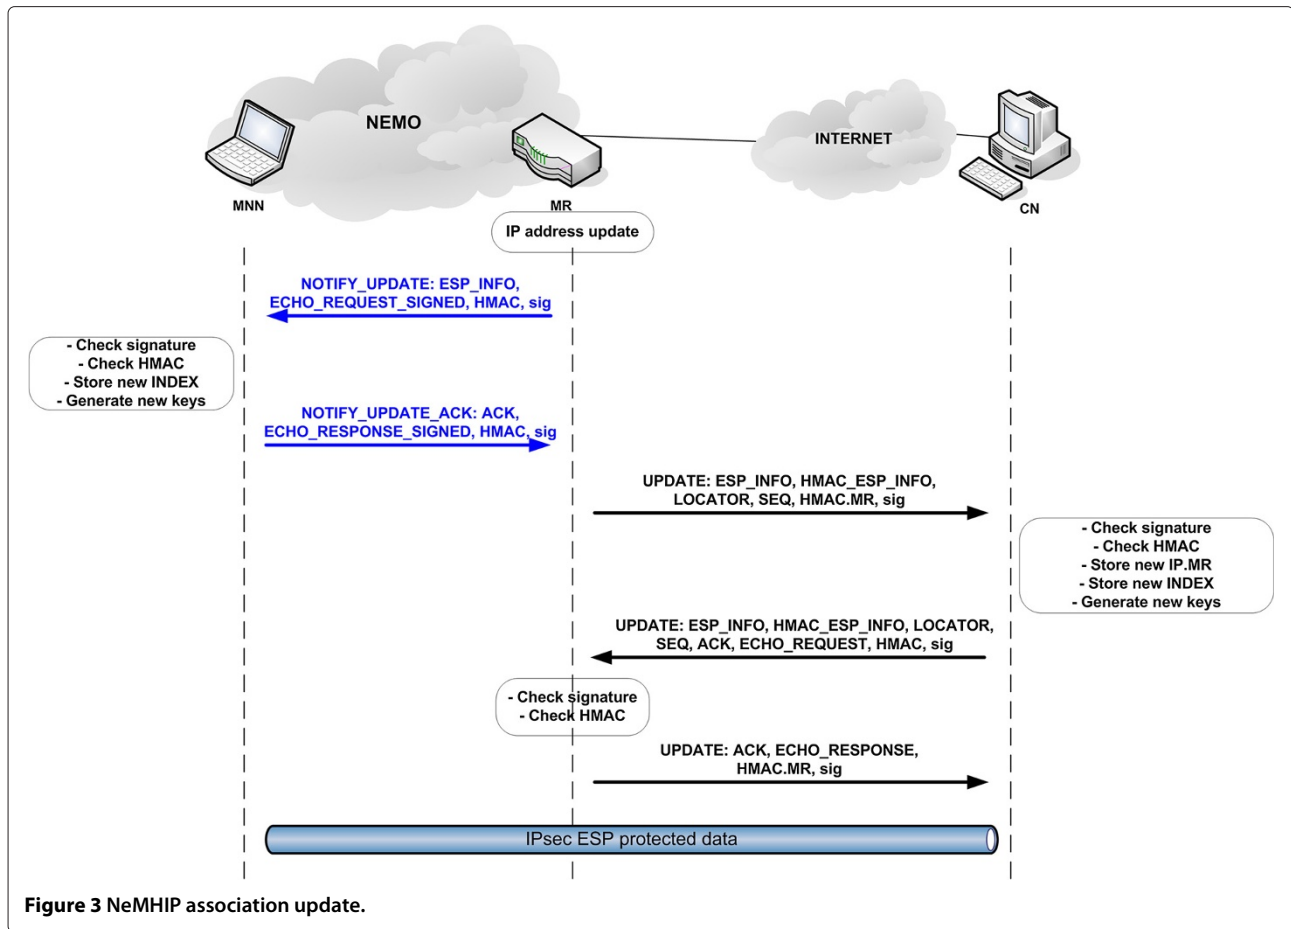 NEMO
INTERNET
MNN
MR
CN
IP address update
NOTIFY_UPDATE: ESP_INFO,
ECHO_REQUEST_SIGNED, HMAC, sig
- Check signature
- Check HMAC
- Store new INDEX
- Generate new keys
NOTIFY_UPDATE_ACK: ACK,
ECHO_RESPONSE_SIGNED, HMAC, sig
UPDATE: ESP_INFO, HMAC_ESP_INFO,
LOCATOR, SEQ, HMAC.MR, sig
- Check signature
- Check HMAC
- Store new IP.MR
- Store new INDEX
- Generate new keys
UPDATE: ESP_INFO, HMAC_ESP_INFO, LOCATOR,
SEQ, ACK, ECHO_REQUEST, HMAC, sig
- Check signature
- Check HMAC
UPDATE: ACK, ECHO_RESPONSE,
HMAC.MR, sig
IPsec ESP protected data
Figure 3 NeMHIP association update.